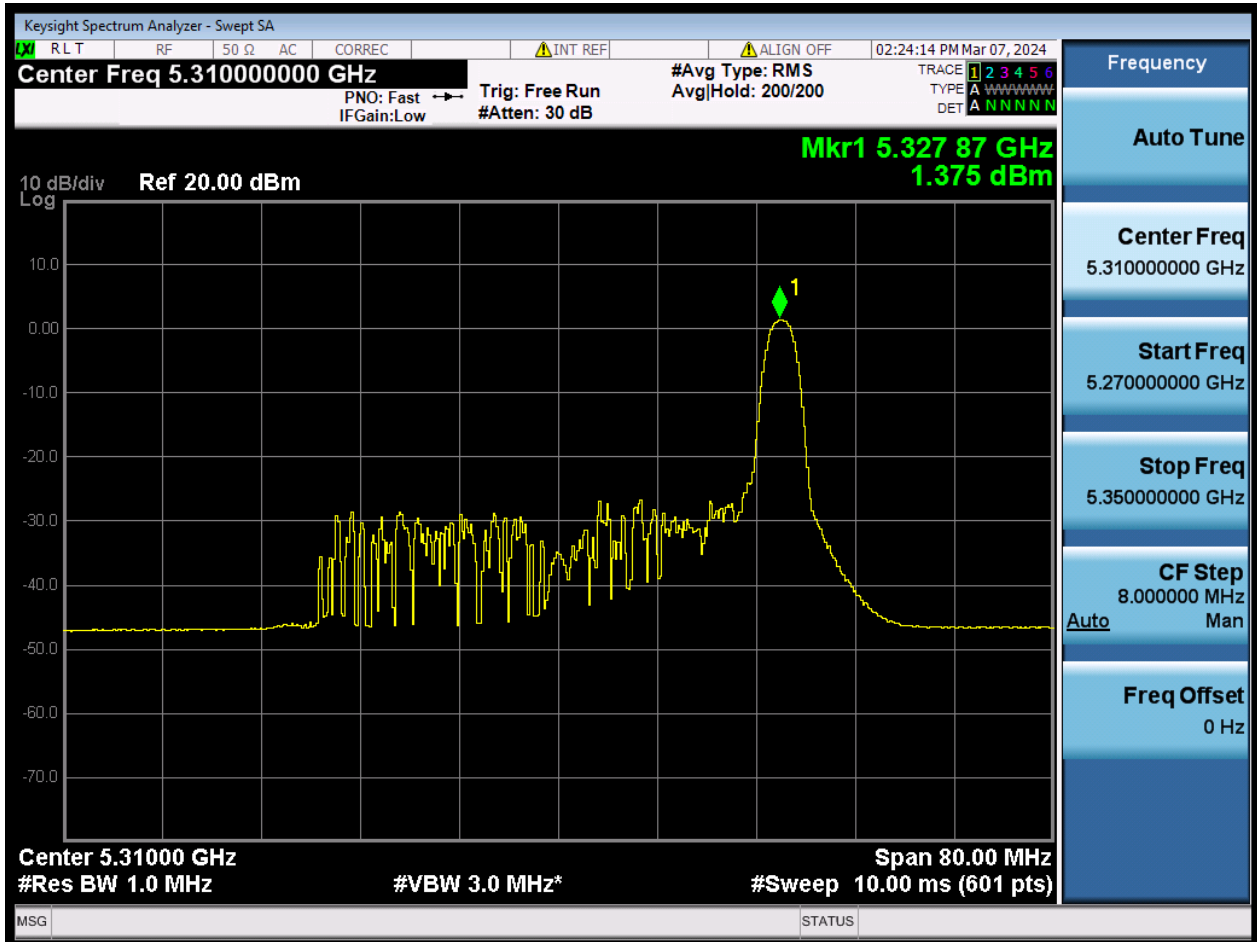 Keysight Spectrum Analyzer - Swept SA
LXI RLT RF 50 Ω AC CORREC INT REF ALIGN OFF 02:24:14 PM Mar 07, 2024
Center Freq 5.310000000 GHz
PNO: Fast
IFGain:Low
Trig: Free Run
#Atten: 30 dB
#Avg Type: RMS
Avg|Hold: 200/200
TRACE 1 2 3 4 5 6
TYPE A WWWWW
DET A N N N N N
Mkr1 5.327 87 GHz
1.375 dBm
10 dB/div Ref 20.00 dBm
Log
1
10.0
0.00
-10.0
-20.0
-30.0
-40.0
-50.0
-60.0
-70.0
Center 5.31000 GHz Span 80.00 MHz
#Res BW 1.0 MHz #VBW 3.0 MHz* #Sweep 10.00 ms (601 pts)
MSG STATUS
Frequency
Auto Tune
Center Freq
5.310000000 GHz
Start Freq
5.270000000 GHz
Stop Freq
5.350000000 GHz
CF Step
8.000000 MHz
Auto Man
Freq Offset
0 Hz